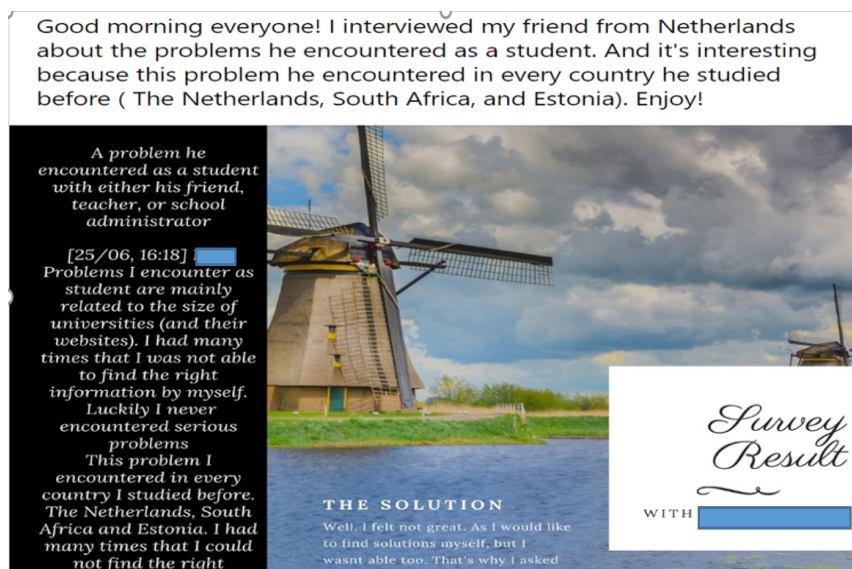 Good morning everyone! I interviewed my friend from Netherlands
about the problems he encountered as a student. And it's interesting
because this problem he encountered in every country he studied
before ( The Netherlands, South Africa, and Estonia). Enjoy!
A problem he
encountered as a student
with either his friend,
teacher, or school
administrator
[25/06, 16:18]
Problems I encounter as
student are mainly
related to the size of
universities (and their
websites). I had many
times that I was not able
to find the right
information by myself.
Luckily I never
encountered serious
problems
This problem I
encountered in every
country I studied before.
The Netherlands, South
Africa and Estonia. I had
many times that I could
not find the right
THE SOLUTION
Well. I felt not great. As I would like
to find solutions myself, but I
wasnt able too. That's why I asked
Survey
Result
WITH